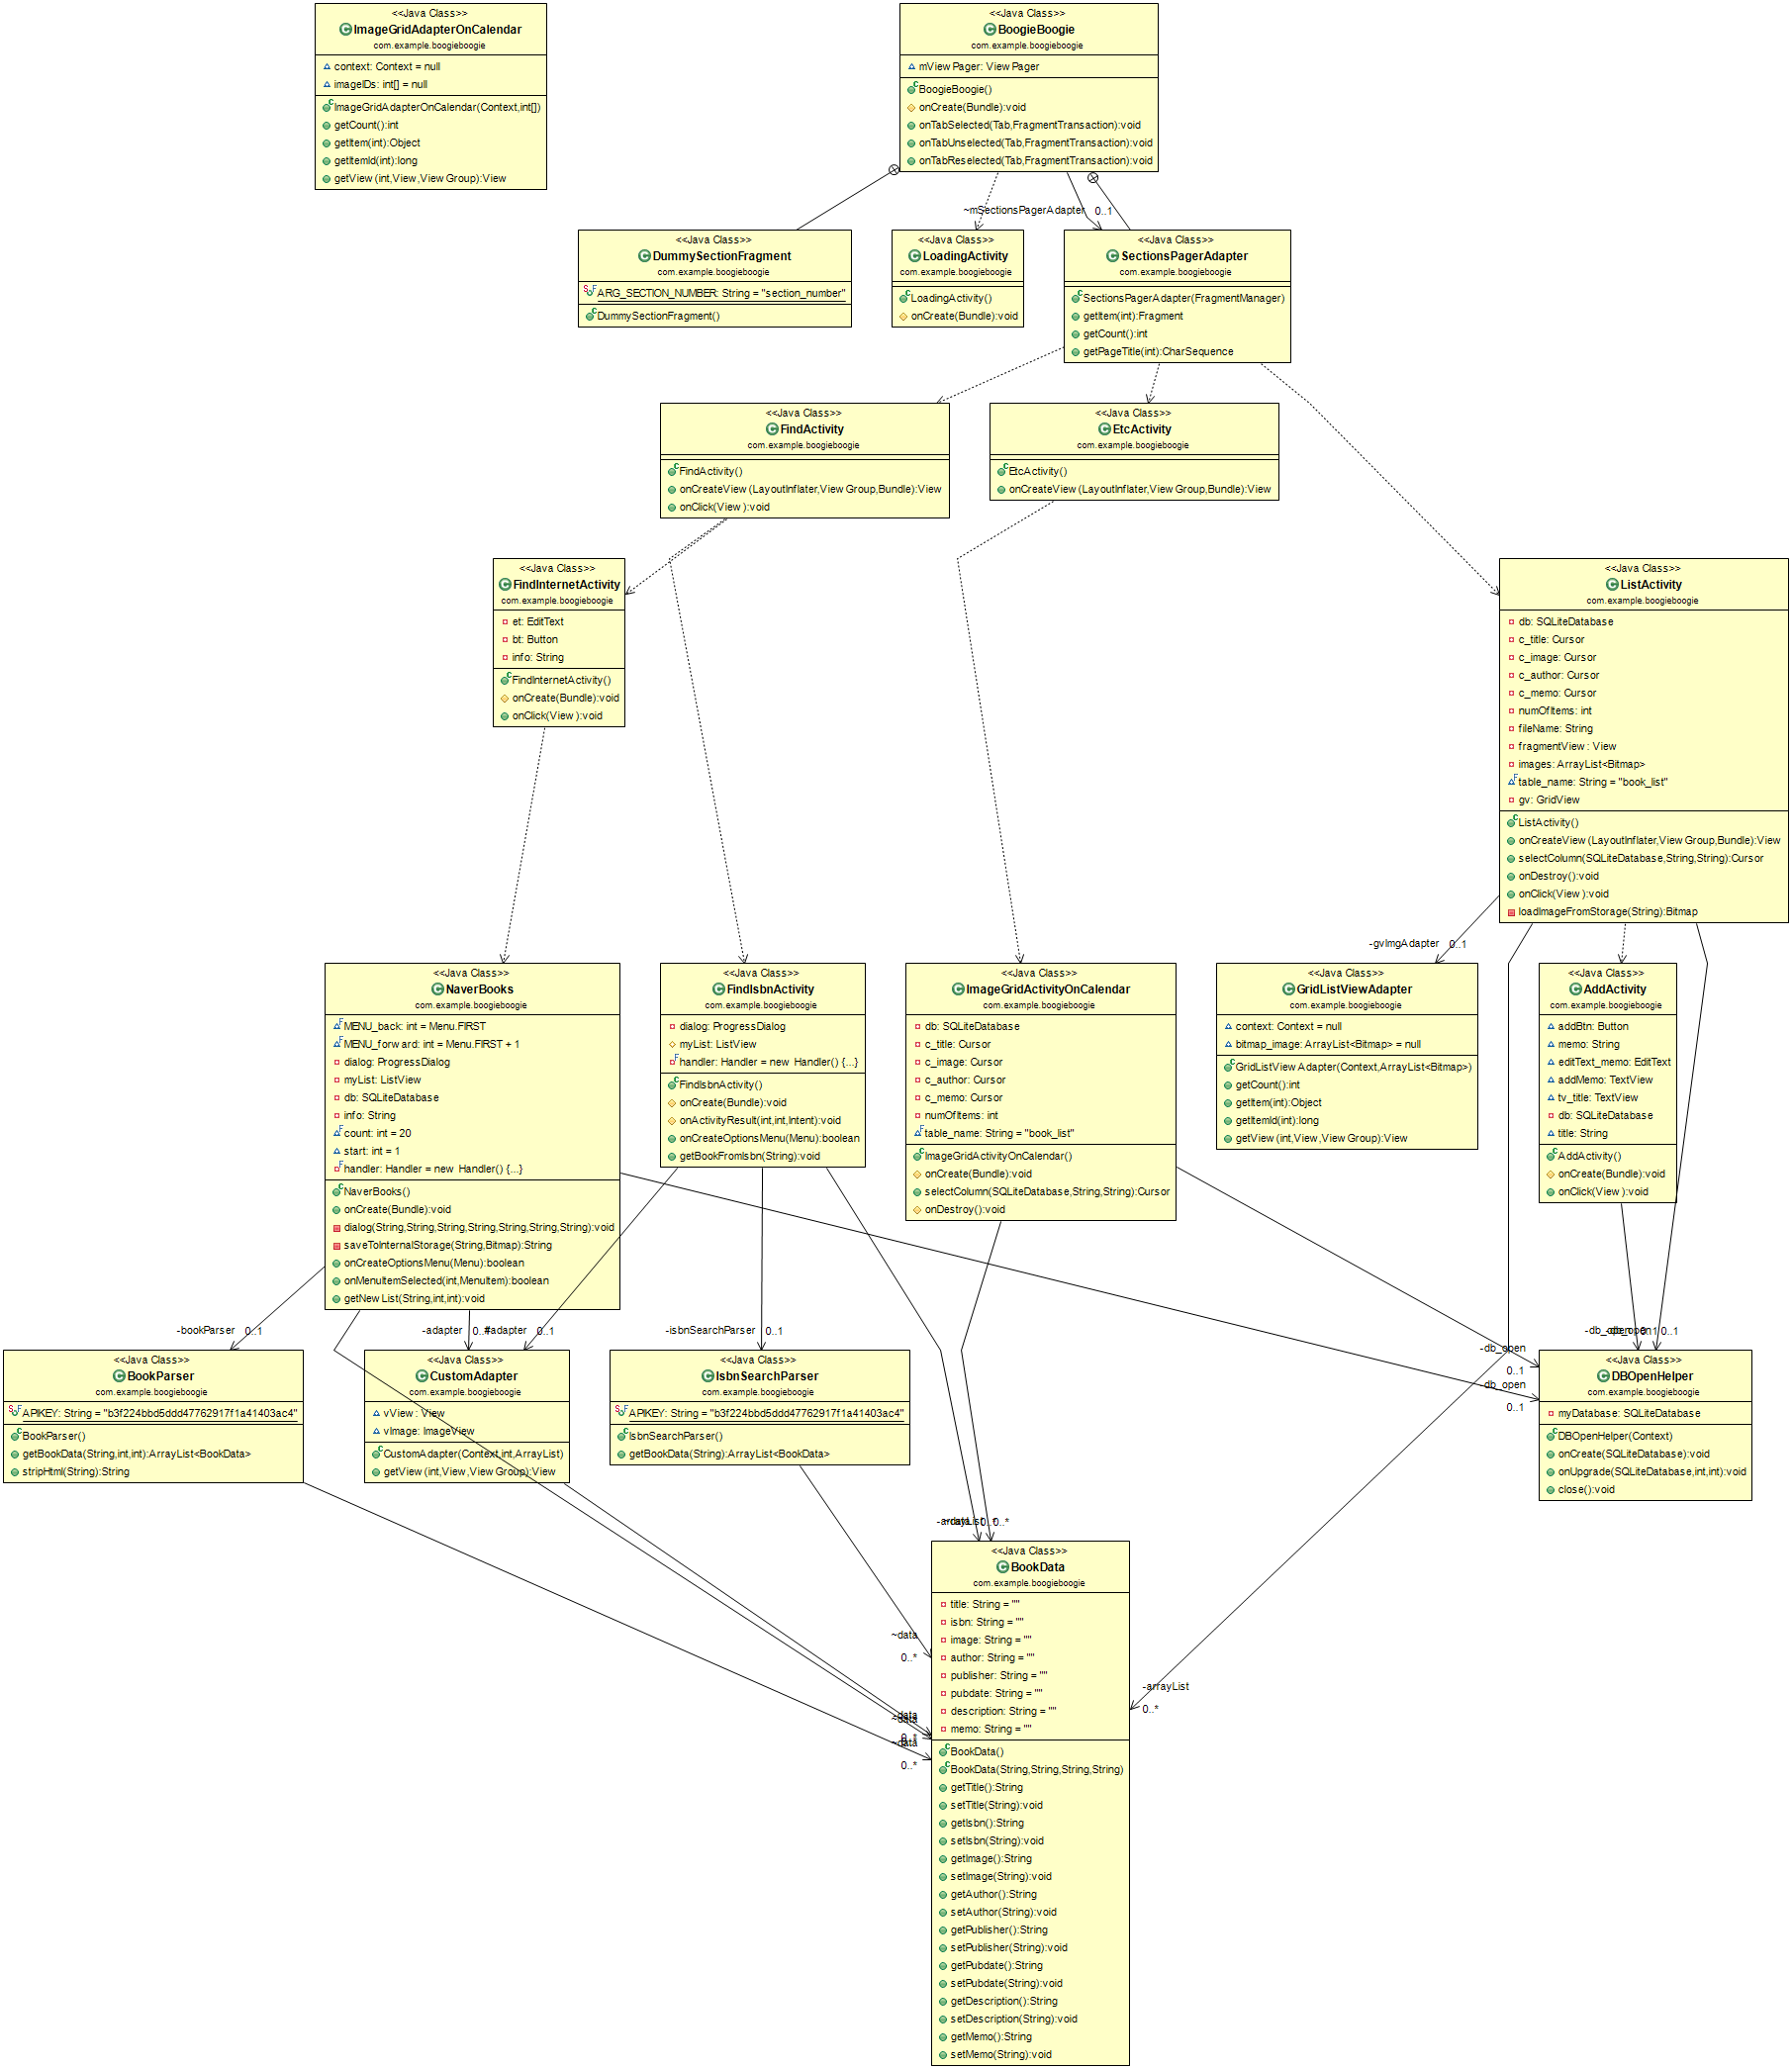 <<Java Class>>
ImageGridAdapterOnCalendar
com.example.boogieboogie
context: Context = null
imageIDs: int[] = null
ImageGridAdapterOnCalendar(Context,int[])
getCount():int
getItem(int):Object
getItemId(int):long
getView(int,View,ViewGroup):View
<<Java Class>>
BoogieBoogie
com.example.boogieboogie
mViewPager: ViewPager
BoogieBoogie()
onCreate(Bundle):void
onTabSelected(Tab,FragmentTransaction):void
onTabUnselected(Tab,FragmentTransaction):void
onTabReselected(Tab,FragmentTransaction):void
~mSectionsPagerAdapter 0..1
<<Java Class>>
DummySectionFragment
com.example.boogieboogie
ARG_SECTION_NUMBER: String = "section_number"
DummySectionFragment()
<<Java Class>>
LoadingActivity
com.example.boogieboogie
LoadingActivity()
onCreate(Bundle):void
<<Java Class>>
SectionsPagerAdapter
com.example.boogieboogie
SectionsPagerAdapter(FragmentManager)
getItem(int):Fragment
getCount():int
getPageTitle(int):CharSequence
<<Java Class>>
FindActivity
com.example.boogieboogie
FindActivity()
onCreateView(LayoutInflater,ViewGroup,Bundle):View
onClick(View):void
<<Java Class>>
EtcActivity
com.example.boogieboogie
EtcActivity()
onCreateView(LayoutInflater,ViewGroup,Bundle):View
<<Java Class>>
FindInternetActivity
com.example.boogieboogie
et: EditText
bt: Button
info: String
FindInternetActivity()
onCreate(Bundle):void
onClick(View):void
<<Java Class>>
ListActivity
com.example.boogieboogie
db: SQLiteDatabase
c_title: Cursor
c_image: Cursor
c_author: Cursor
c_memo: Cursor
numOfItems: int
fileName: String
fragmentView: View
images: ArrayList<Bitmap>
table_name: String = "book_list"
gv: GridView
ListActivity()
onCreateView(LayoutInflater,ViewGroup,Bundle):View
selectColumn(SQLiteDatabase,String,String):Cursor
onDestroy():void
onClick(View):void
loadImageFromStorage(String):Bitmap
-gvImgAdapter 0..1
<<Java Class>>
NaverBooks
com.example.boogieboogie
MENU_back: int = Menu.FIRST
MENU_forward: int = Menu.FIRST + 1
dialog: ProgressDialog
myList: ListView
db: SQLiteDatabase
info: String
count: int = 20
start: int = 1
handler: Handler = new Handler() {...}
NaverBooks()
onCreate(Bundle):void
dialog(String,String,String,String,String,String,String):void
saveToInternalStorage(String,Bitmap):String
onCreateOptionsMenu(Menu):boolean
onMenuItemSelected(int,MenuItem):boolean
getNewList(String,int,int):void
<<Java Class>>
FindIsbnActivity
com.example.boogieboogie
dialog: ProgressDialog
myList: ListView
handler: Handler = new Handler() {...}
FindIsbnActivity()
onCreate(Bundle):void
onActivityResult(int,int,Intent):void
onCreateOptionsMenu(Menu):boolean
getBookFromIsbn(String):void
<<Java Class>>
ImageGridActivityOnCalendar
com.example.boogieboogie
db: SQLiteDatabase
c_title: Cursor
c_image: Cursor
c_author: Cursor
c_memo: Cursor
numOfItems: int
table_name: String = "book_list"
ImageGridActivityOnCalendar()
onCreate(Bundle):void
selectColumn(SQLiteDatabase,String,String):Cursor
onDestroy():void
<<Java Class>>
GridListViewAdapter
com.example.boogieboogie
context: Context = null
bitmap_image: ArrayList<Bitmap> = null
GridListViewAdapter(Context,ArrayList<Bitmap>)
getCount():int
getItem(int):Object
getItemId(int):long
getView(int,View,ViewGroup):View
<<Java Class>>
AddActivity
com.example.boogieboogie
addBtn: Button
memo: String
editText_memo: EditText
addMemo: TextView
tv_title: TextView
db: SQLiteDatabase
title: String
AddActivity()
onCreate(Bundle):void
onClick(View):void
-bookParser 0..1
-adapter
adapter 0..1
-isbnSearchParser 0..1
0..1
-db_open
0..1
-db_open
0..1
<<Java Class>>
BookParser
com.example.boogieboogie
APIKEY: String = "b3f224bbd5ddd47762917f1a41403ac4"
BookParser()
getBookData(String,int,int):ArrayList<BookData>
stripHtml(String):String
<<Java Class>>
CustomAdapter
com.example.boogieboogie
vView: View
vImage: ImageView
CustomAdapter(Context,int,ArrayList)
getView(int,View,ViewGroup):View
<<Java Class>>
IsbnSearchParser
com.example.boogieboogie
APIKEY: String = "b3f224bbd5ddd47762917f1a41403ac4"
IsbnSearchParser()
getBookData(String):ArrayList<BookData>
<<Java Class>>
DBOpenHelper
com.example.boogieboogie
myDatabase: SQLiteDatabase
DBOpenHelper(Context)
onCreate(SQLiteDatabase):void
onUpgrade(SQLiteDatabase,int,int):void
close():void
0..*
<<Java Class>>
BookData
com.example.boogieboogie
title: String = ""
isbn: String = ""
image: String = ""
author: String = ""
publisher: String = ""
pubdate: String = ""
description: String = ""
memo: String = ""
BookData()
BookData(String,String,String,String)
getTitle():String
setTitle(String):void
getIsbn():String
setIsbn(String):void
getImage():String
setImage(String):void
getAuthor():String
setAuthor(String):void
getPublisher():String
setPublisher(String):void
getPubdate():String
setPubdate(String):void
getDescription():String
setDescription(String):void
getMemo():String
setMemo(String):void
~data
0..*
~data
0..*
-arrayList
0..*